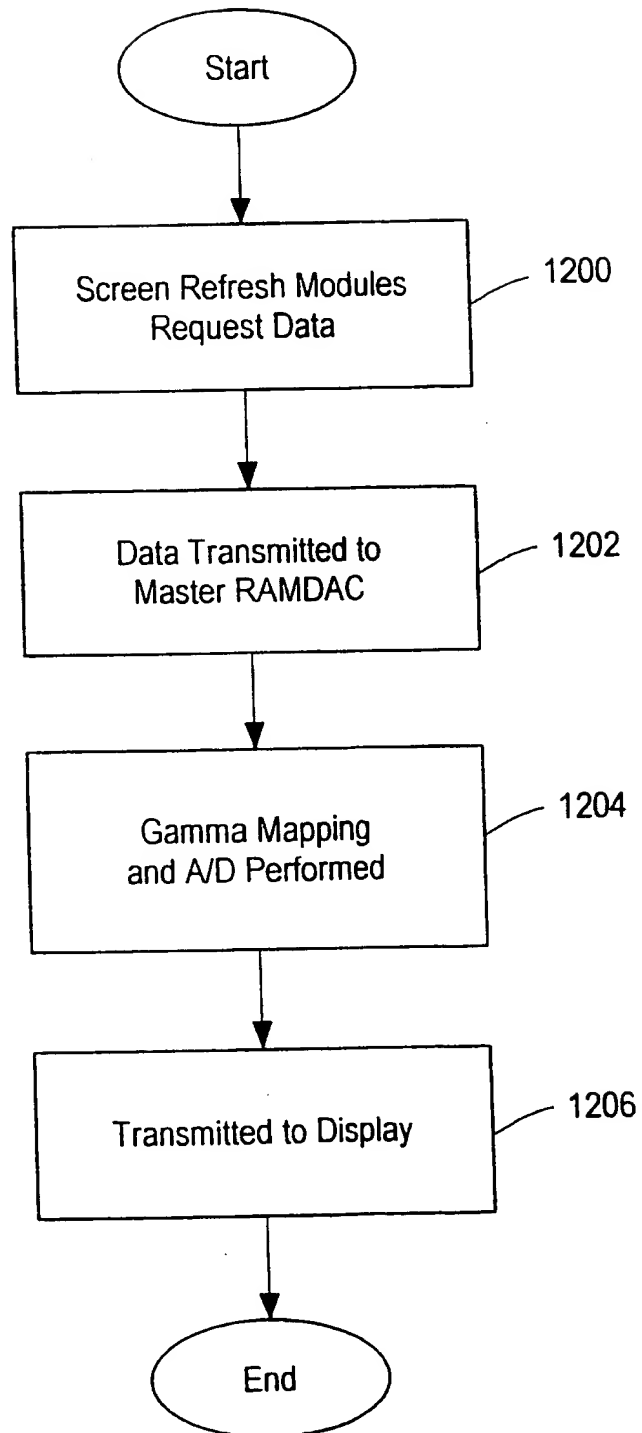 Start
Screen Refresh Modules
Request Data
1200
Data Transmitted to
Master RAMDAC
1202
Gamma Mapping
and A/D Performed
1204
Transmitted to Display
1206
End